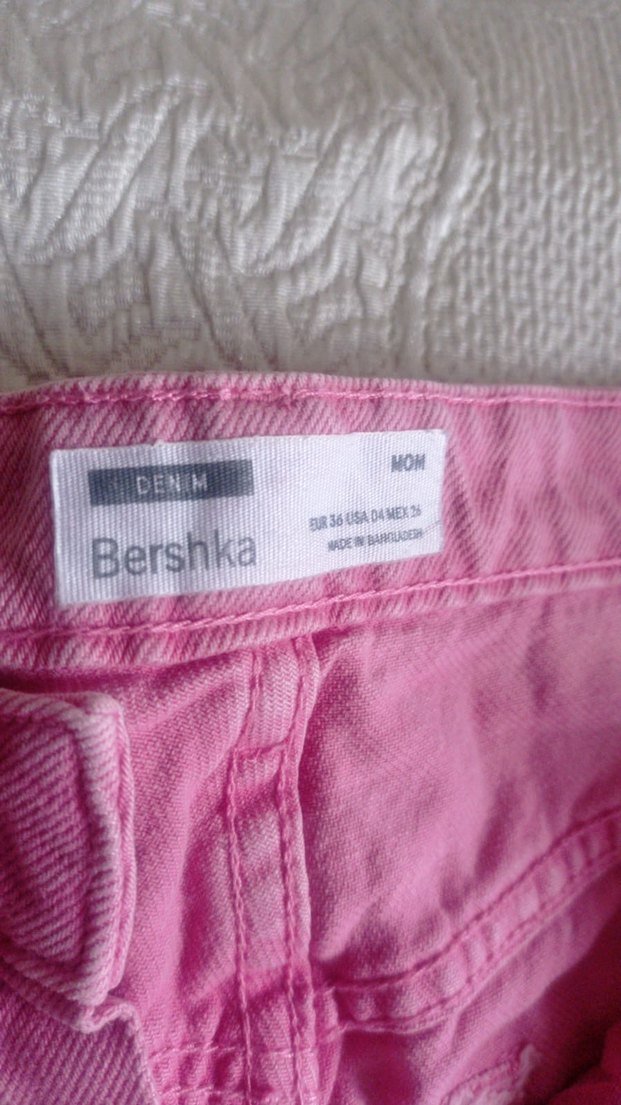 DENIM
Bershka
MOM
EUR 36 USA 04 MEX 26
MADE IN BANGLADESH